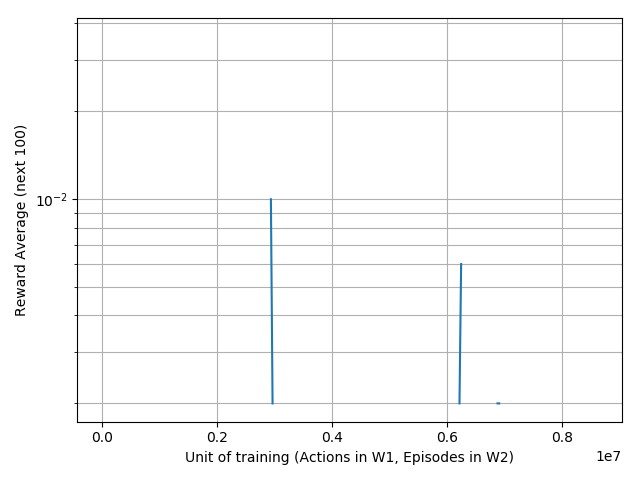 Reward Average (next 100)
10⁻²
0.0 0.2 0.4 0.6 0.8
1e7
Unit of training (Actions in W1, Episodes in W2)